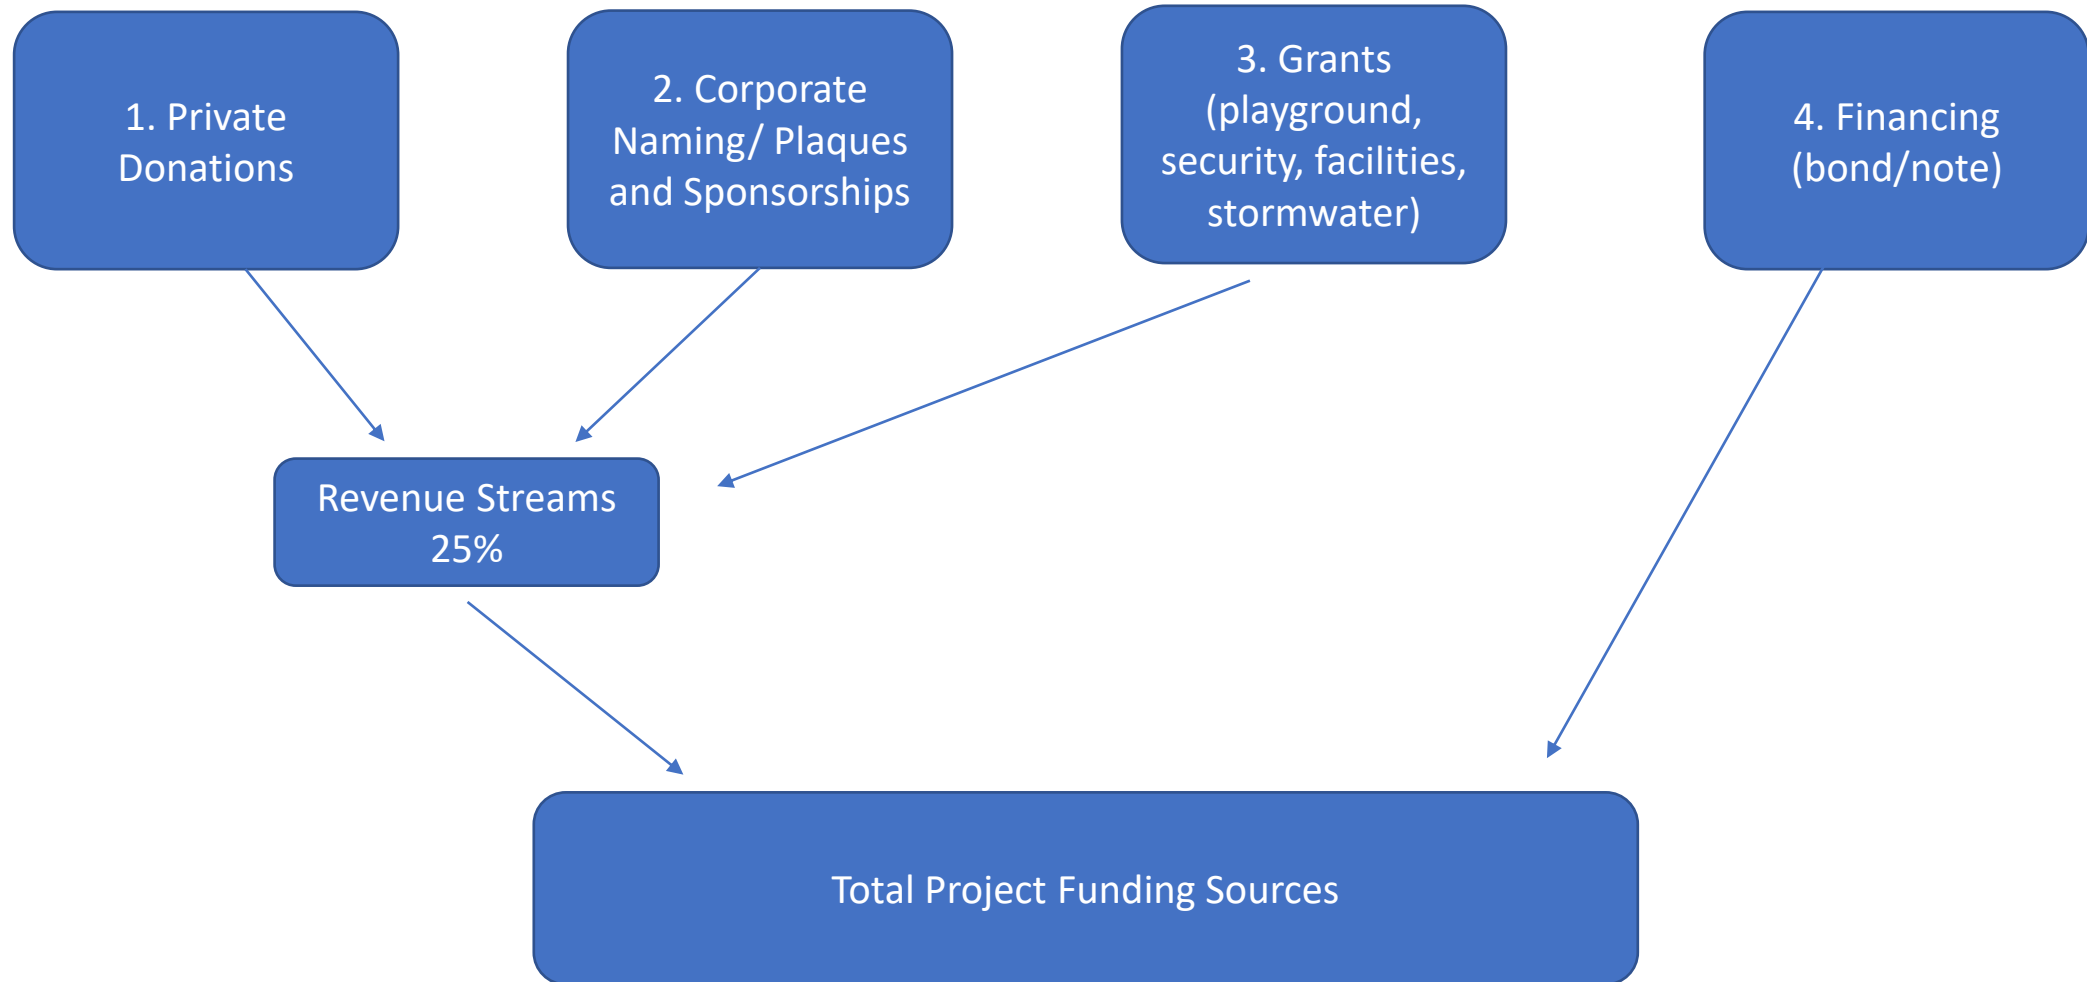 1. Private
Donations
2. Corporate
Naming/ Plaques
and Sponsorships
3. Grants
(playground,
security, facilities,
stormwater)
4. Financing
(bond/note)
Revenue Streams
25%
Total Project Funding Sources